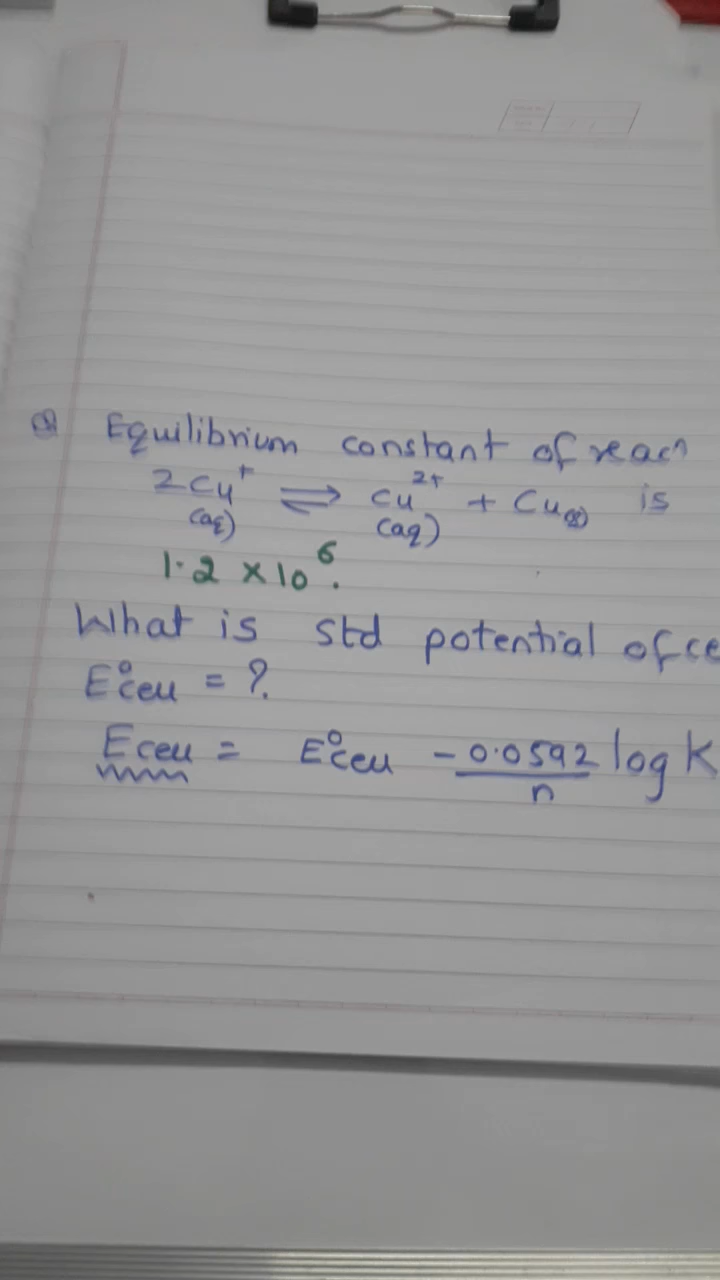 Q Equilibrium constant of reacn
2Cu⁺ ⇌ Cu²⁺ + Cu(s) is
(aq) (aq)
1.2 × 10⁶.
What is std potential of ce
E°cell = ?
Ecell = E°cell - 0.0592/n log K